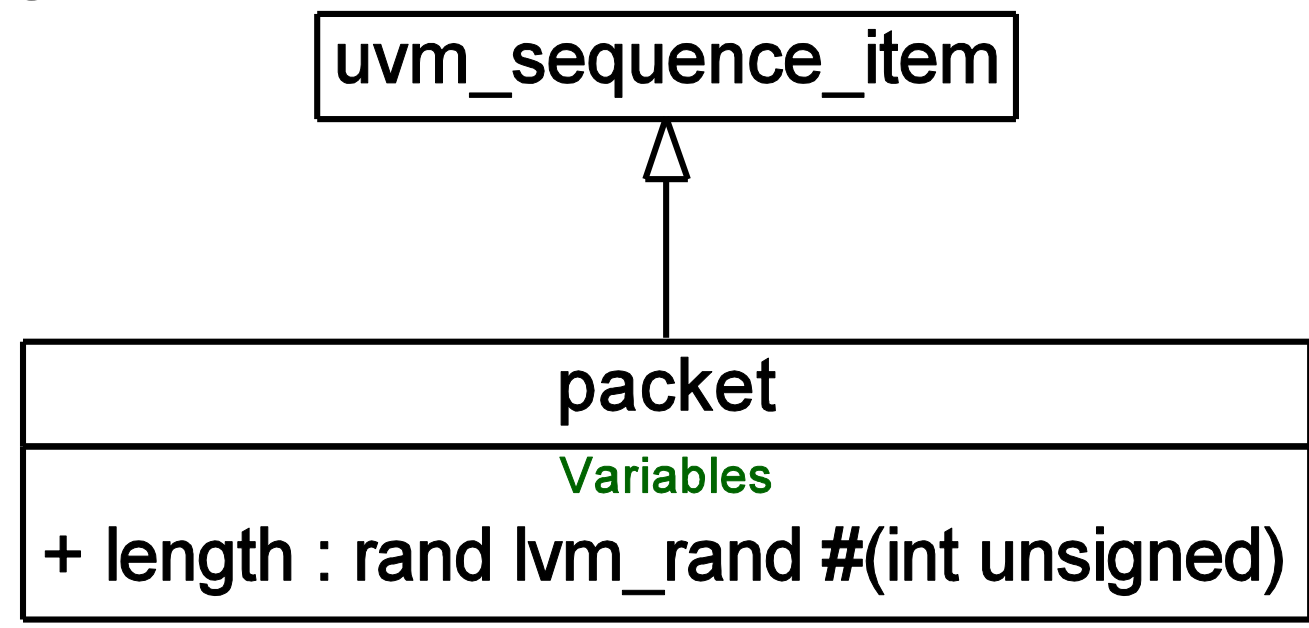 uvm_sequence_item
packet
Variables
+ length : rand lvm_rand #(int unsigned)